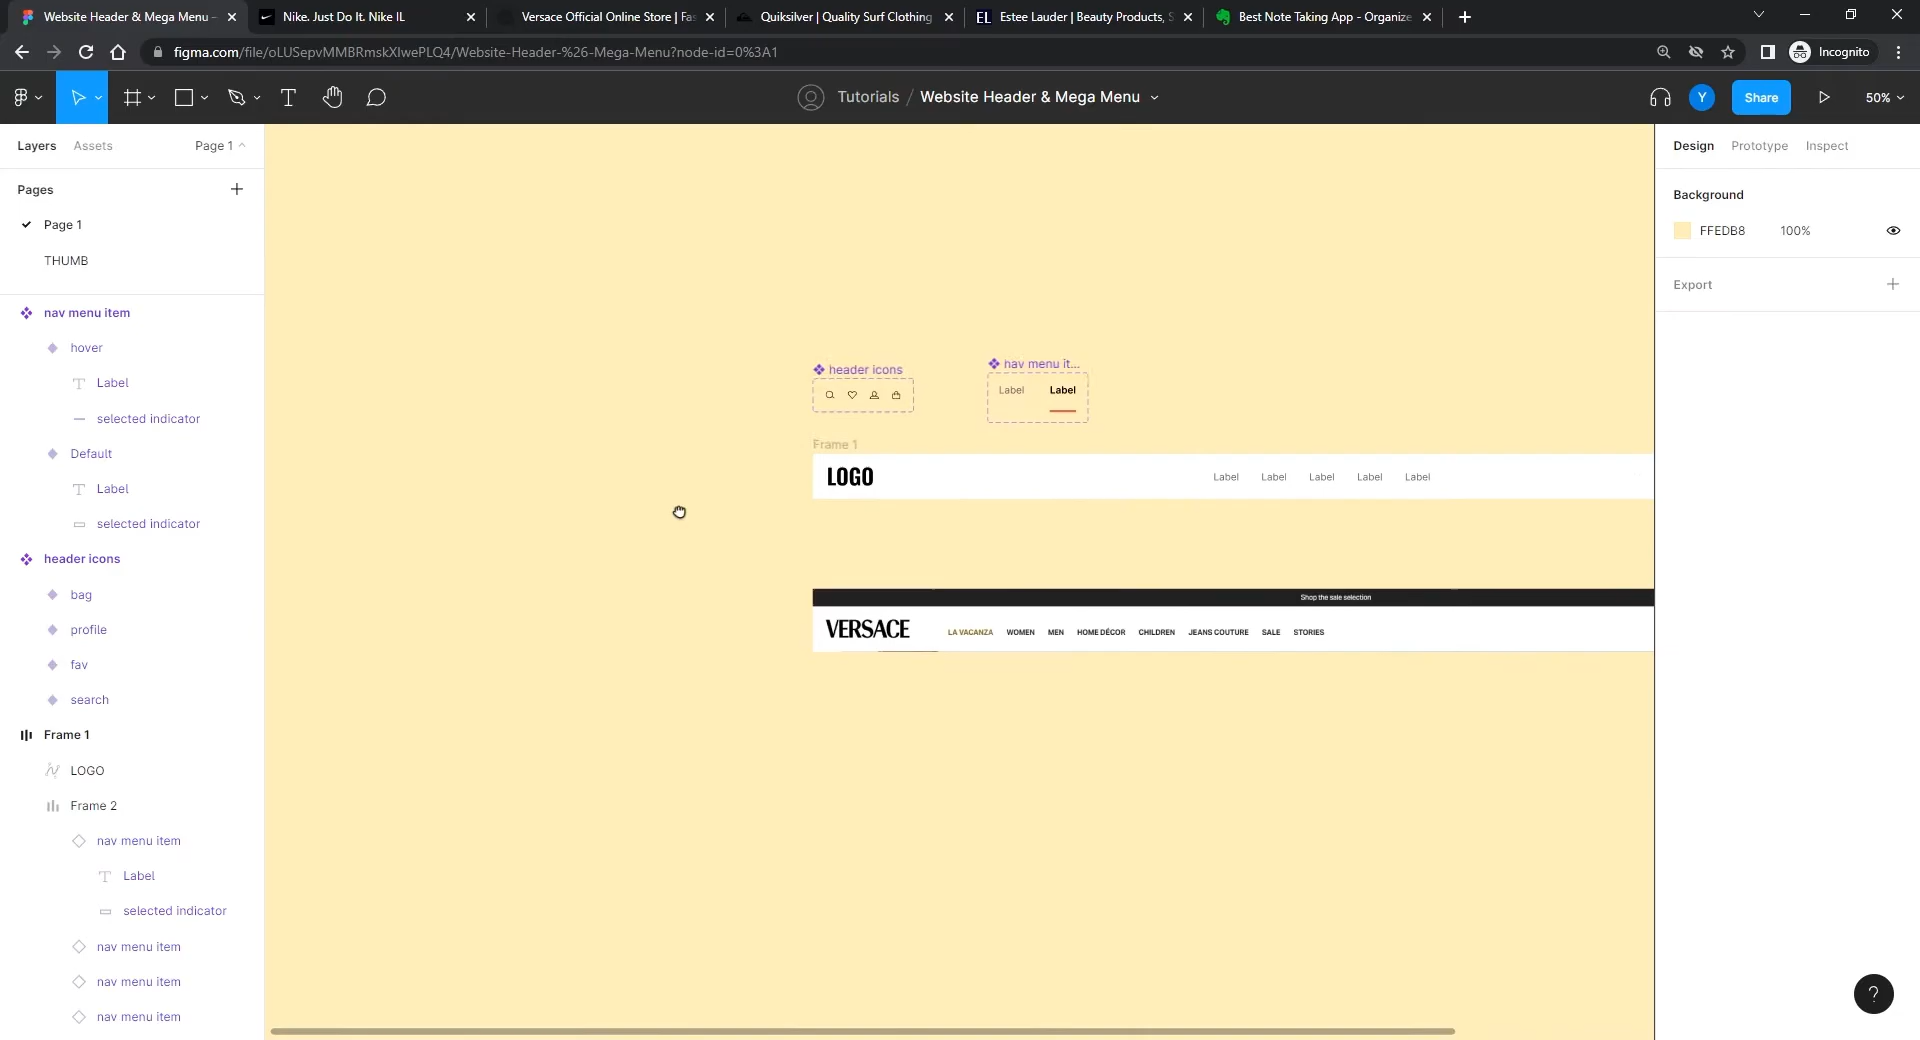 Website Header & Mega Menu –
Nike. Just Do It. Nike IL
Versace Official Online Store | Fas
Quiksilver | Quality Surf Clothing
EL Estee Lauder | Beauty Products, S
Best Note Taking App - Organize
figma.com/file/oLUSepvMMBRmskXlwePLQ4/Website-Header-%26-Mega-Menu?node-id=0%3A1
Incognito
Tutorials / Website Header & Mega Menu
Y
Share
50%
Layers
Assets
Page 1
Pages
Page 1
THUMB
nav menu item
hover
Label
selected indicator
Default
Label
selected indicator
header icons
bag
profile
fav
search
Frame 1
LOGO
Frame 2
nav menu item
Label
selected indicator
nav menu item
nav menu item
nav menu item
header icons
nav menu it...
Label Label
Frame 1
LOGO
Label Label Label Label Label
Shop the sale selection
VERSACE
LA VACANZA WOMEN MEN HOME DÉCOR CHILDREN JEANS COUTURE SALE STORIES
Design
Prototype
Inspect
Background
FFEDB8
100%
Export
?